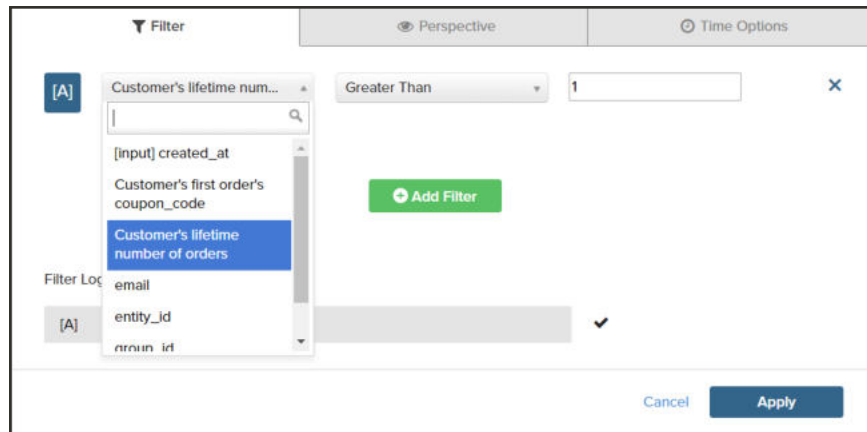 Filter
Perspective
Time Options
[A]
Customer's lifetime num...
Greater Than
1
[input] created_at
Customer's first order's
coupon_code
Customer's lifetime
number of orders
email
entity_id
group_id
Add Filter
Filter Log
[A]
Cancel
Apply